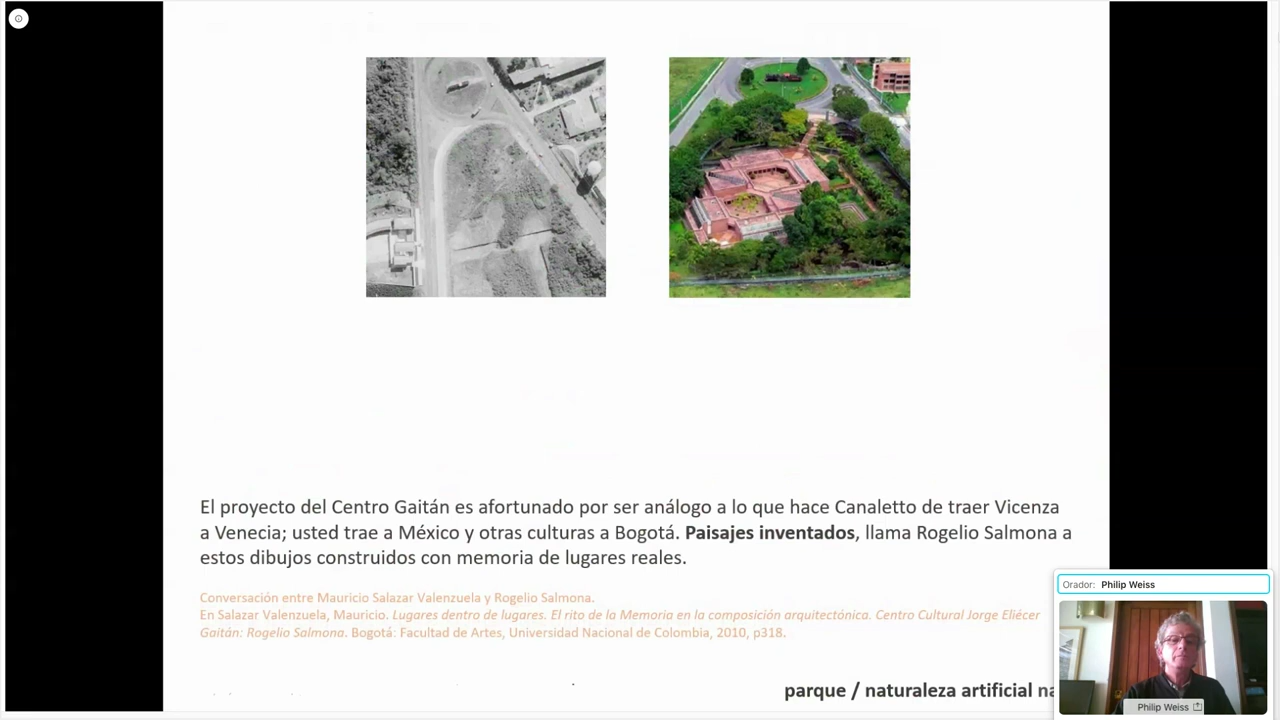 El proyecto del Centro Gaitán es afortunado por ser análogo a lo que hace Canaletto de traer Vicenza
a Venecia; usted trae a México y otras culturas a Bogotá. Paisajes inventados, llama Rogelio Salmona a
estos dibujos construidos con memoria de lugares reales.
Conversación entre Mauricio Salazar Valenzuela y Rogelio Salmona.
En Salazar Valenzuela, Mauricio. Lugares dentro de lugares. El rito de la Memoria en la composición arquitectónica. Centro Cultural Jorge Eliécer
Gaitán: Rogelio Salmona. Bogotá: Facultad de Artes, Universidad Nacional de Colombia, 2010, p318.
parque / naturaleza artificial na
Orador: Philip Weiss
Philip Weiss